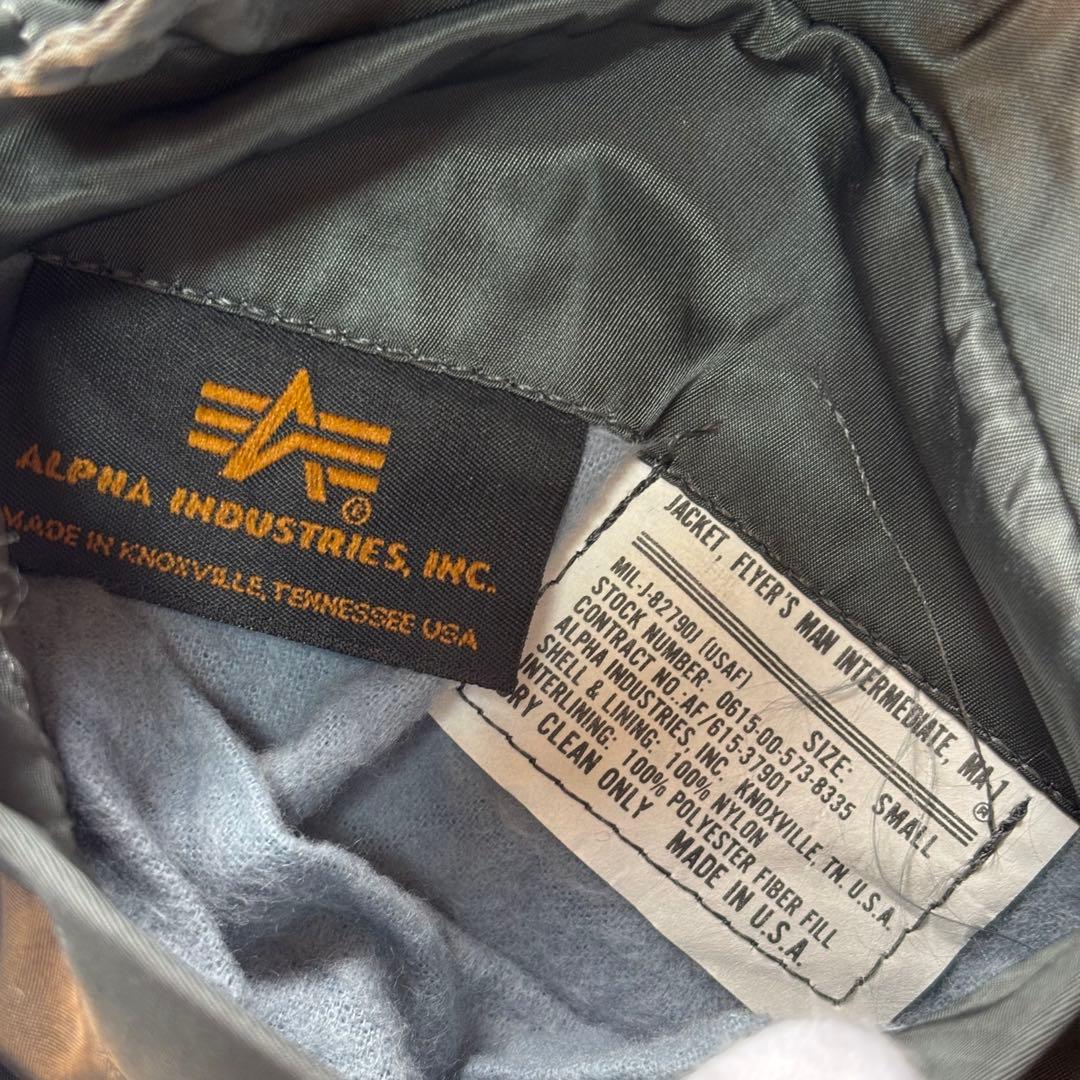 ALPHA INDUSTRIES, INC.
MADE IN KNOXVILLE, TENNESSEE USA
JACKET, FLYER'S MAN INTERMEDIATE, MA-1
®
MIL-J-8279OJ (USAF) SIZE: SMALL
STOCK NUMBER: 0615-00-573-8335
CONTRACT NO.:AF/615-37901
ALPHA INDUSTRIES, INC. KNOXVILLE, TN. U.S.A.
SHELL & LINING: 100% NYLON
INTERLINING: 100% POLYESTER FIBER FILL
DRY CLEAN ONLY MADE IN U.S.A.